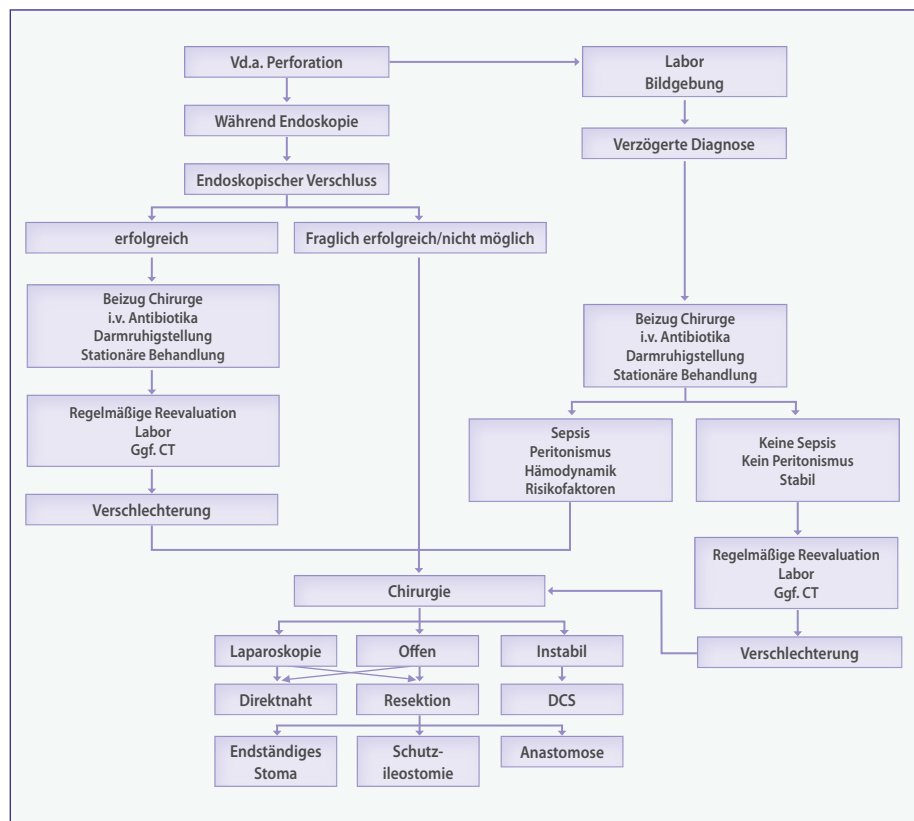 Vd.a. Perforation
Labor
Bildgebung
Während Endoskopie
Verzögerte Diagnose
Endoskopischer Verschluss
erfolgreich
Fraglich erfolgreich/nicht möglich
Beizug Chirurge
i.v. Antibiotika
Darmruhigstellung
Stationäre Behandlung
Beizug Chirurge
i.v. Antibiotika
Darmruhigstellung
Stationäre Behandlung
Regelmäßige Reevaluation
Labor
Ggf. CT
Sepsis
Peritonismus
Hämodynamik
Risikofaktoren
Keine Sepsis
Kein Peritonismus
Stabil
Verschlechterung
Regelmäßige Reevaluation
Labor
Ggf. CT
Chirurgie
Verschlechterung
Laparoskopie
Offen
Instabil
Direktnaht
Resektion
DCS
Endständiges
Stoma
Schutz-
ileostomie
Anastomose